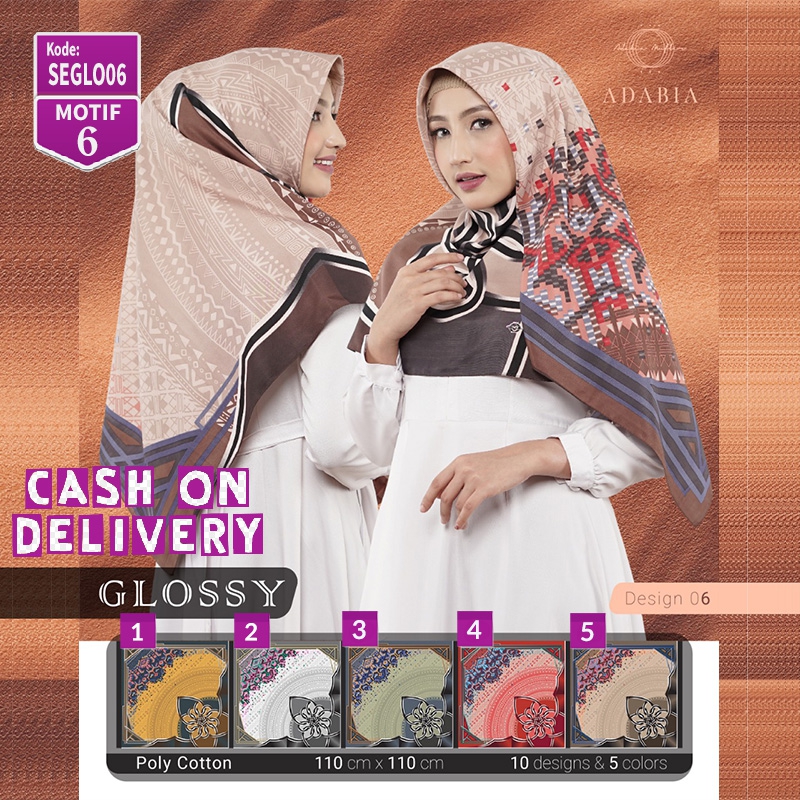 Kode:
SEGLO06
MOTIF
6
ADABIA
CASH ON
DELIVERY
GLOSSY
Design 06
1 2 3 4 5
Poly Cotton 110 cm x 110 cm 10 designs & 5 colors